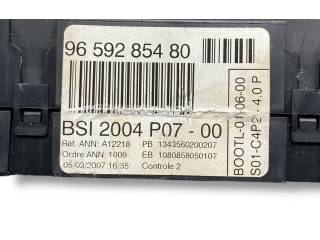 96 592 854 80
BSI 2004 P07 - 00
Réf. ANN: A12218 PB 1343560200207
Ordre ANN: 1009 EB 1080858050107
05/03/2007 16:35 Controle 2
BOOTL-01-06-00
S01-C4P2 - 4.0 P